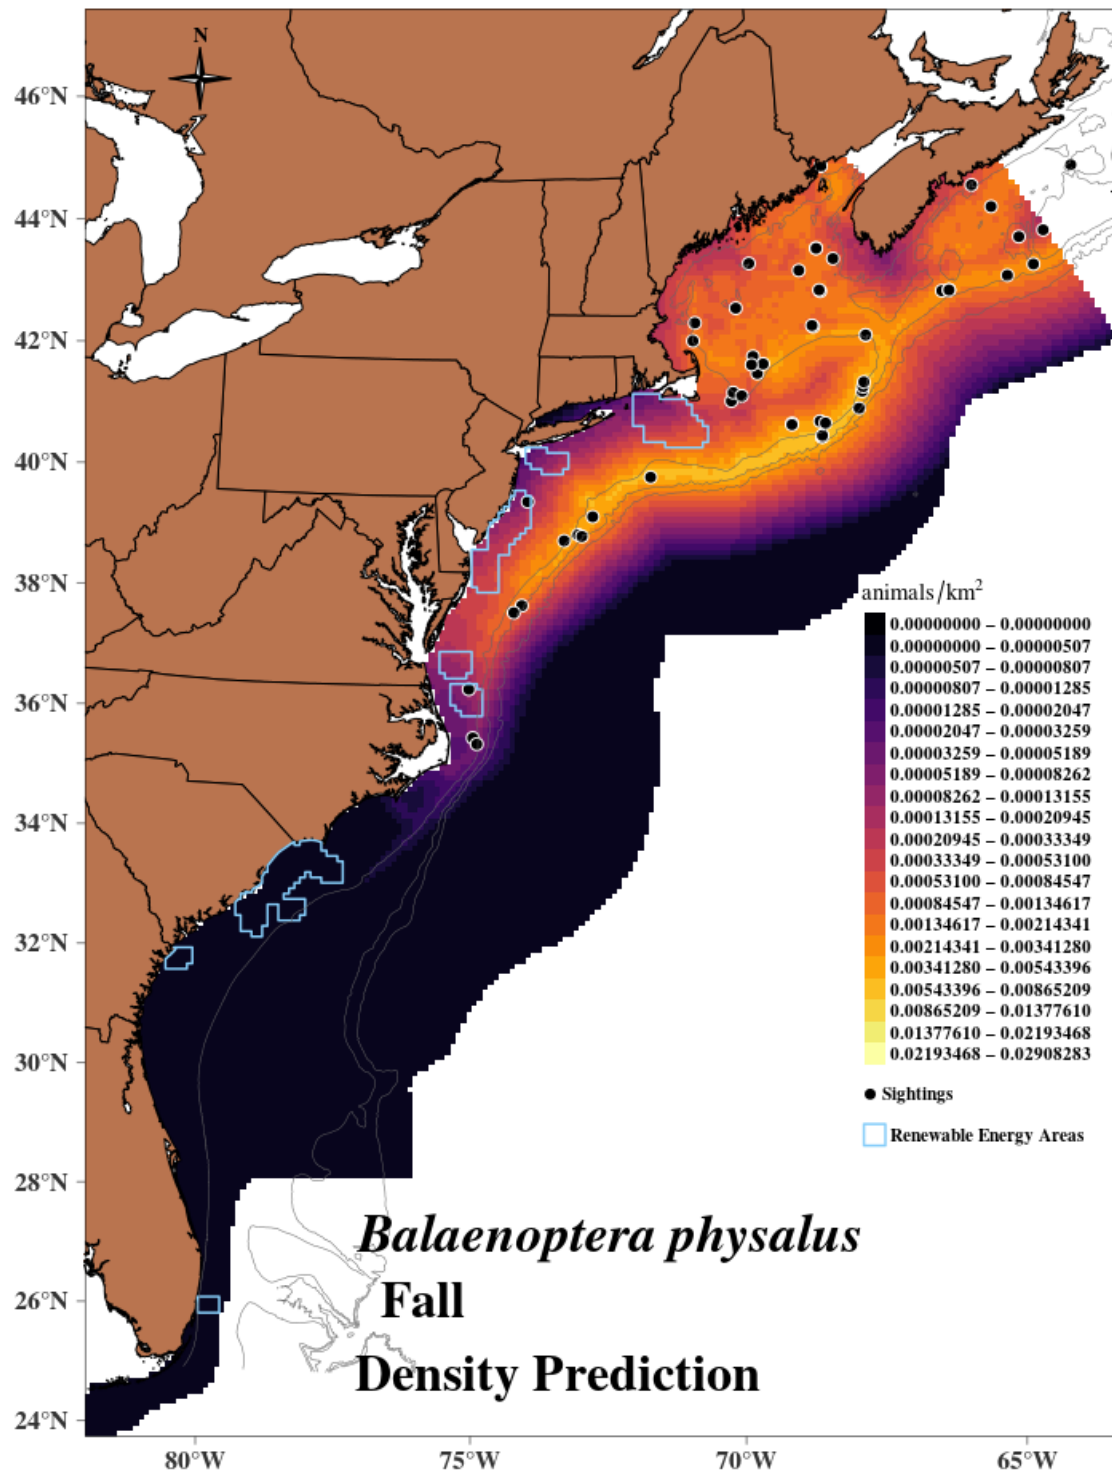 N
46°N
44°N
42°N
40°N
38°N
36°N
34°N
32°N
30°N
28°N
26°N
24°N
animals/km²
0.00000000 – 0.00000000
0.00000000 – 0.00000507
0.00000507 – 0.00000807
0.00000807 – 0.00001285
0.00001285 – 0.00002047
0.00002047 – 0.00003259
0.00003259 – 0.00005189
0.00005189 – 0.00008262
0.00008262 – 0.00013155
0.00013155 – 0.00020945
0.00020945 – 0.00033349
0.00033349 – 0.00053100
0.00053100 – 0.00084547
0.00084547 – 0.00134617
0.00134617 – 0.00214341
0.00214341 – 0.00341280
0.00341280 – 0.00543396
0.00543396 – 0.00865209
0.00865209 – 0.01377610
0.01377610 – 0.02193468
0.02193468 – 0.02908283
Sightings
Renewable Energy Areas
Balaenoptera physalus
Fall
Density Prediction
80°W
75°W
70°W
65°W